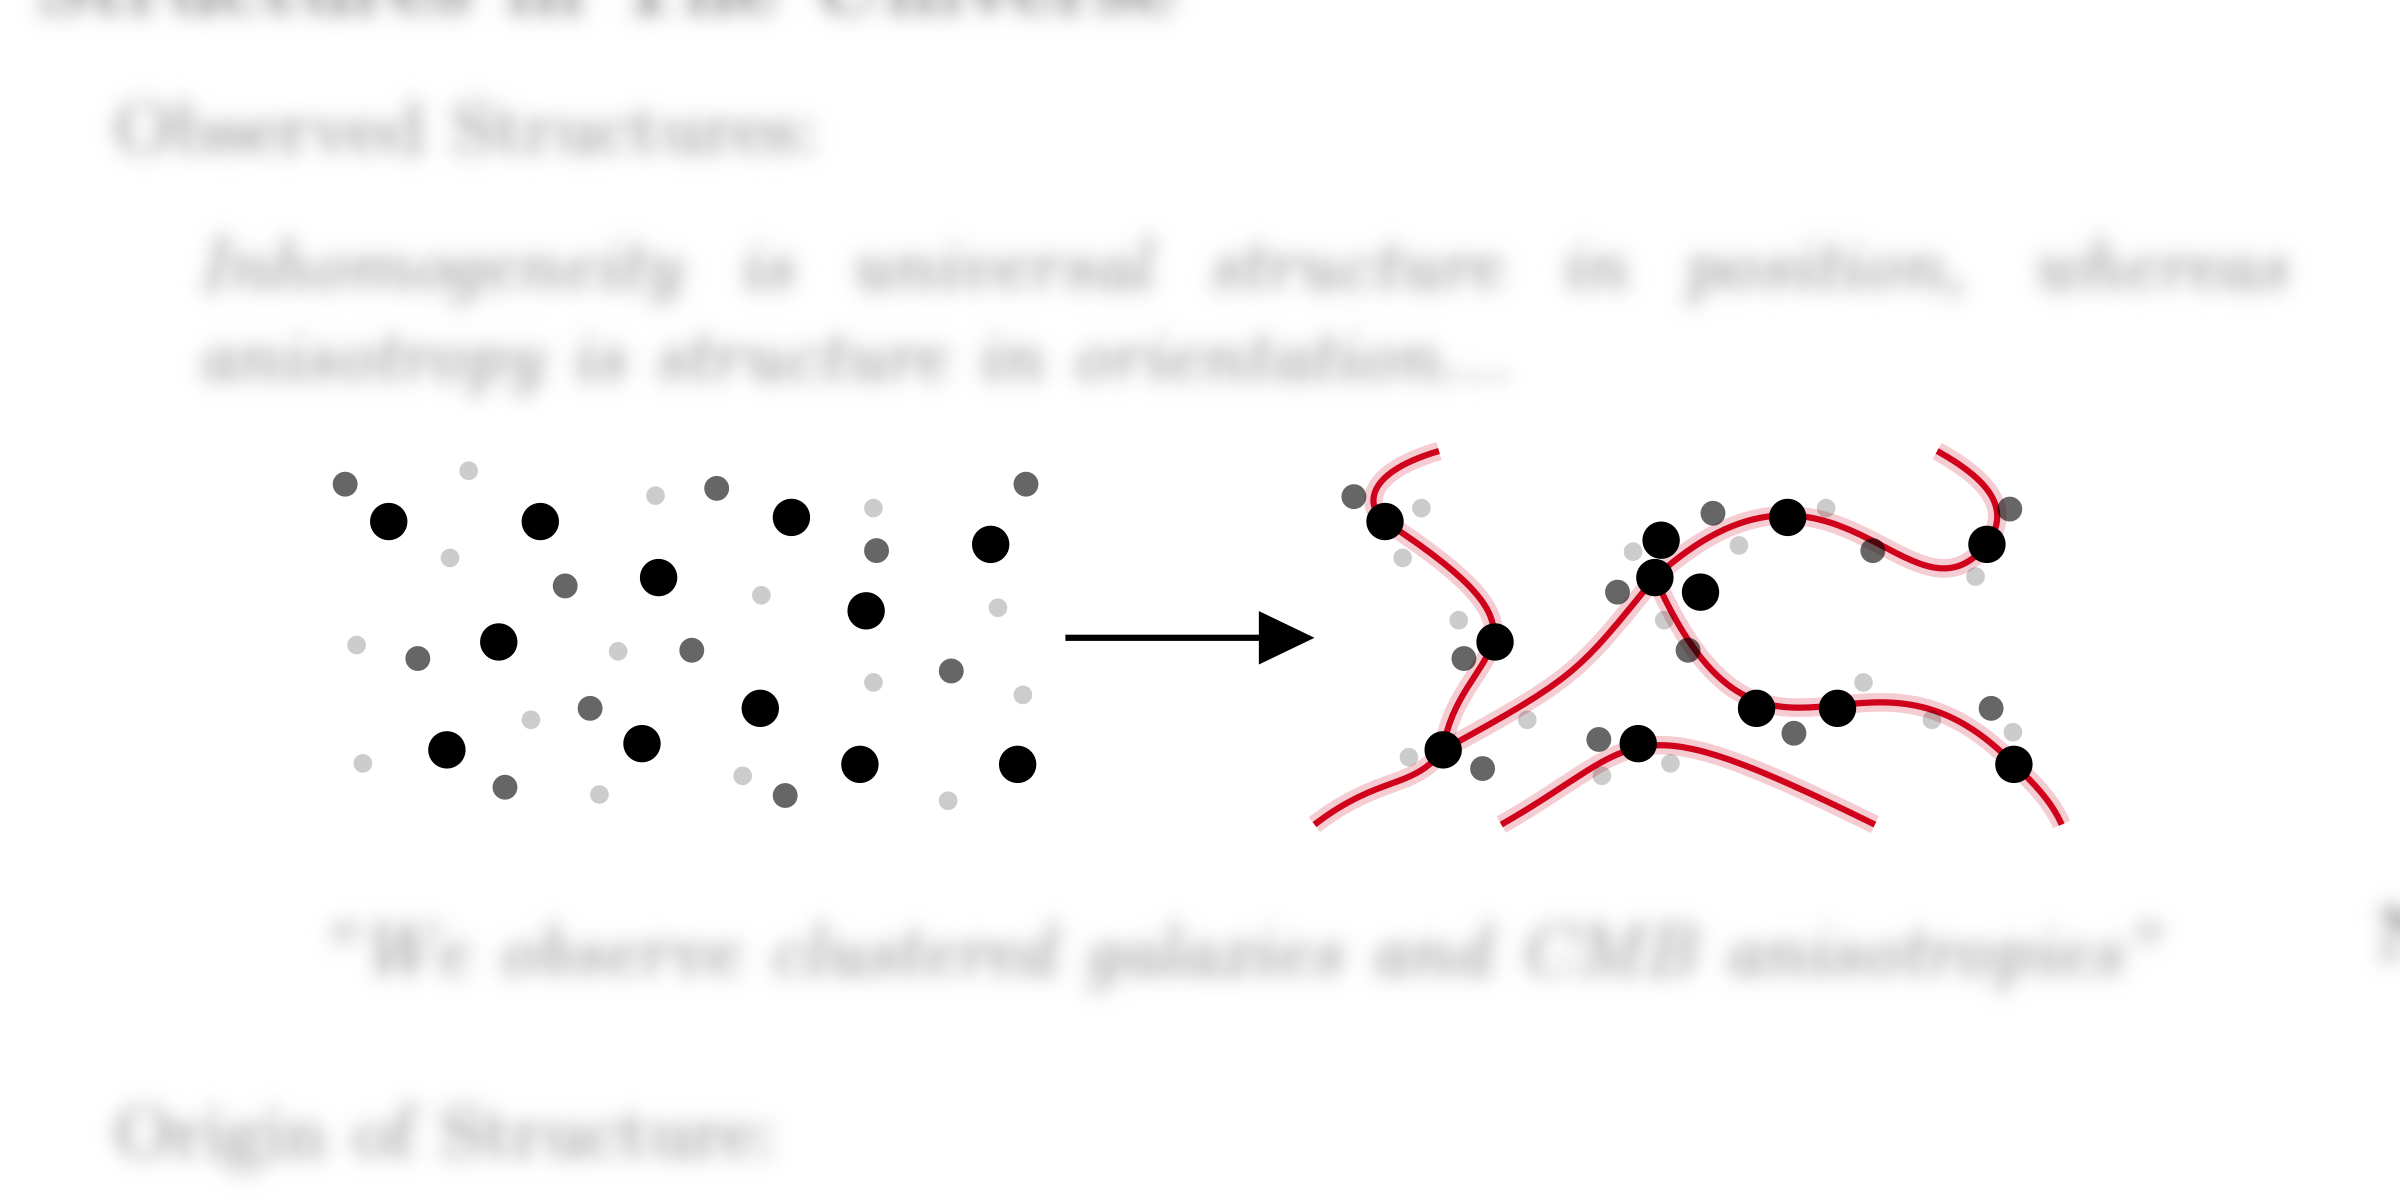 Structures in The Universe
Observed Structures:
Inhomogeneity is universal structure in position, whereas
anisotropy is structure in orientation...
"We observe clustered galaxies and CMB anisotropies"
Origin of Structure: